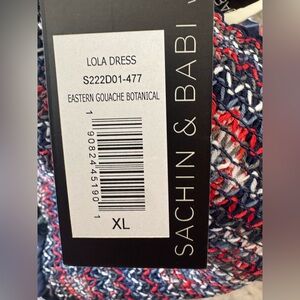 LOLA DRESS
S222D01-477
EASTERN GOUACHE BOTANICAL
1 90824 45190 1
XL
SACHIN & BABI